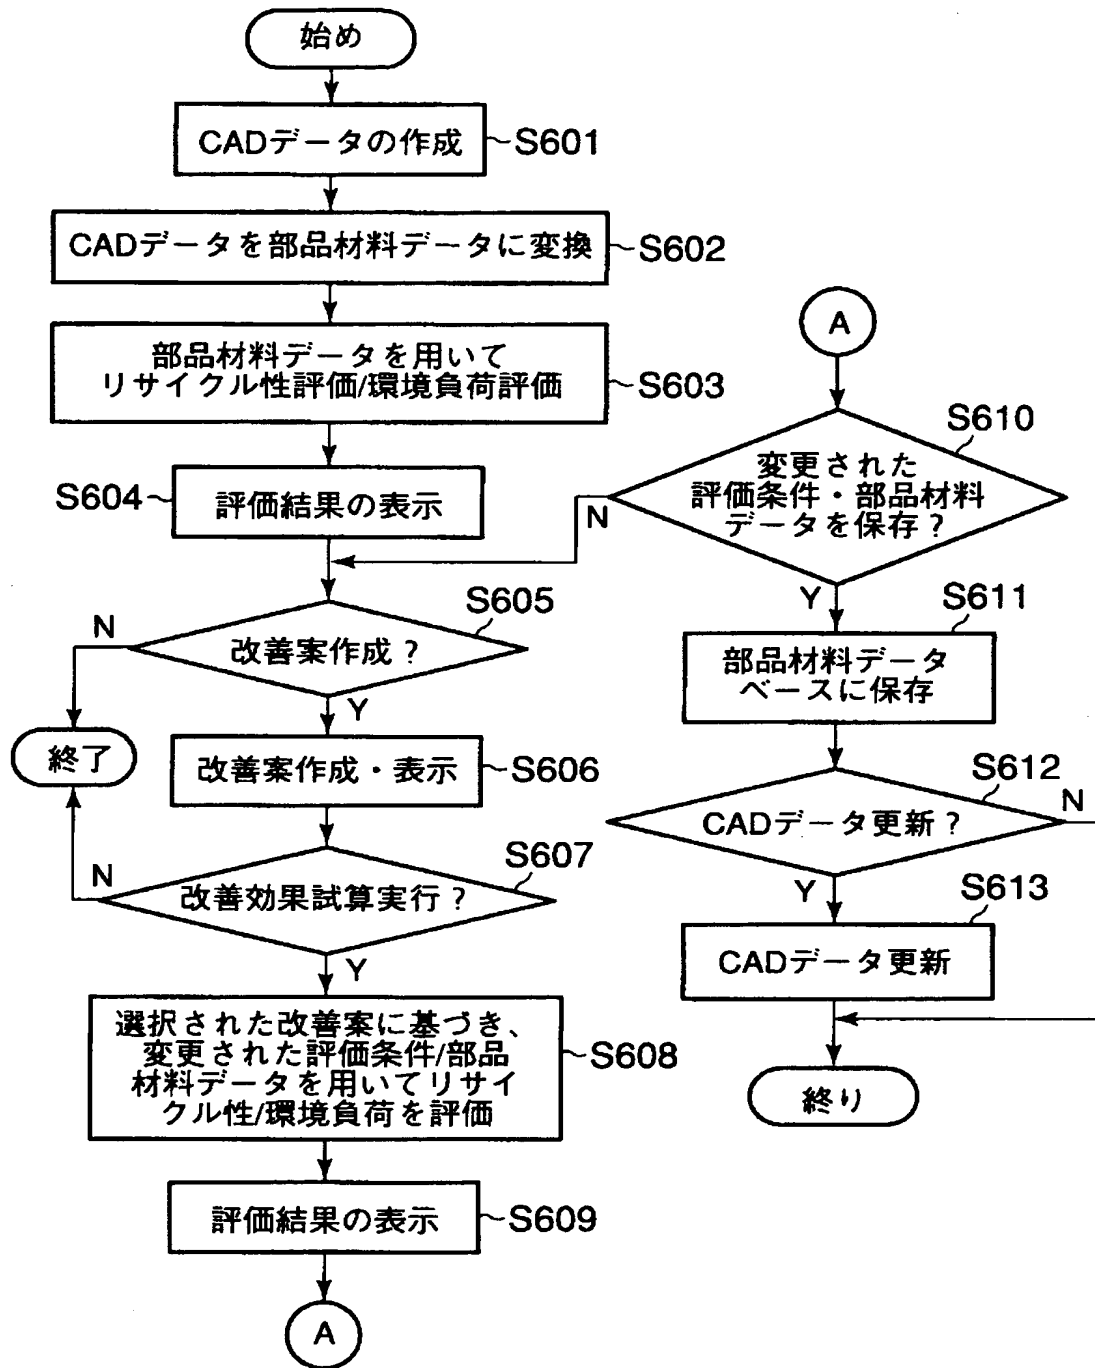 始め
CADデータの作成
S601
CADデータを部品材料データに変換
S602
部品材料データを用いて
リサイクル性評価/環境負荷評価
S603
S604
評価結果の表示
S605
N
改善案作成？
Y
終了
改善案作成・表示
S606
S607
N
改善効果試算実行？
Y
選択された改善案に基づき、
変更された評価条件/部品
材料データを用いてリサイ
クル性/環境負荷を評価
S608
評価結果の表示
S609
A
A
S610
変更された
評価条件・部品材料
データを保存？
N
Y
S611
部品材料データ
ベースに保存
S612
CADデータ更新？
N
Y
S613
CADデータ更新
終り